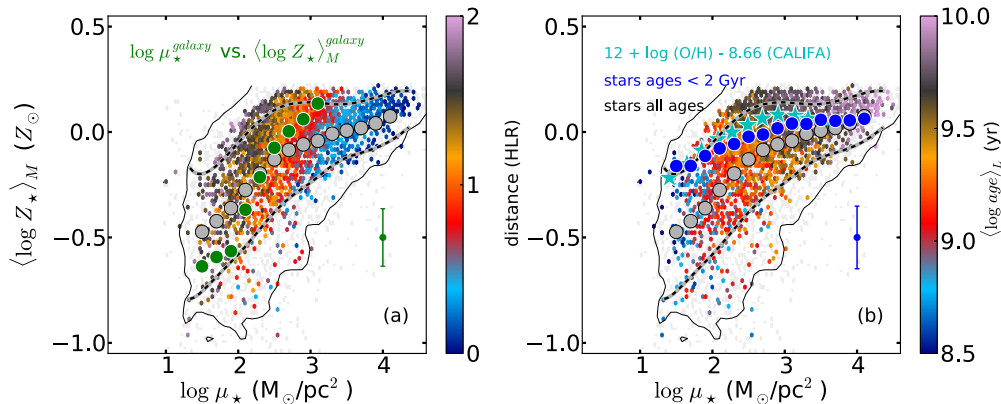 log μ⋆^galaxy vs. ⟨log Z⋆⟩_M^galaxy
⟨log Z⋆⟩_M (Z⊙)
0.5
0.0
−0.5
−1.0
1
2
3
4
log μ⋆ (M⊙/pc²)
(a)
2
1
0
distance (HLR)
12 + log (O/H) - 8.66 (CALIFA)
stars ages < 2 Gyr
stars all ages
0.5
0.0
−0.5
−1.0
1
2
3
4
log μ⋆ (M⊙/pc²)
(b)
10.0
9.5
9.0
8.5
⟨log age⟩_L (yr)